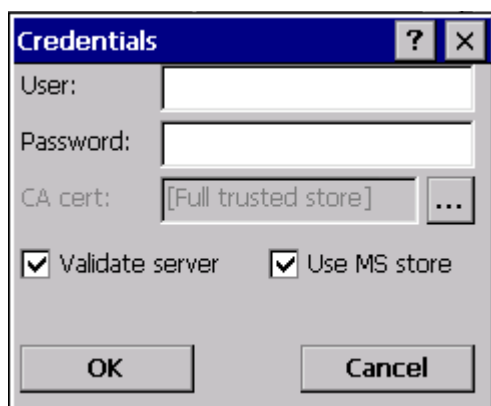 Credentials ? ×
User:
Password:
CA cert: [Full trusted store] ...
Validate server Use MS store
OK Cancel